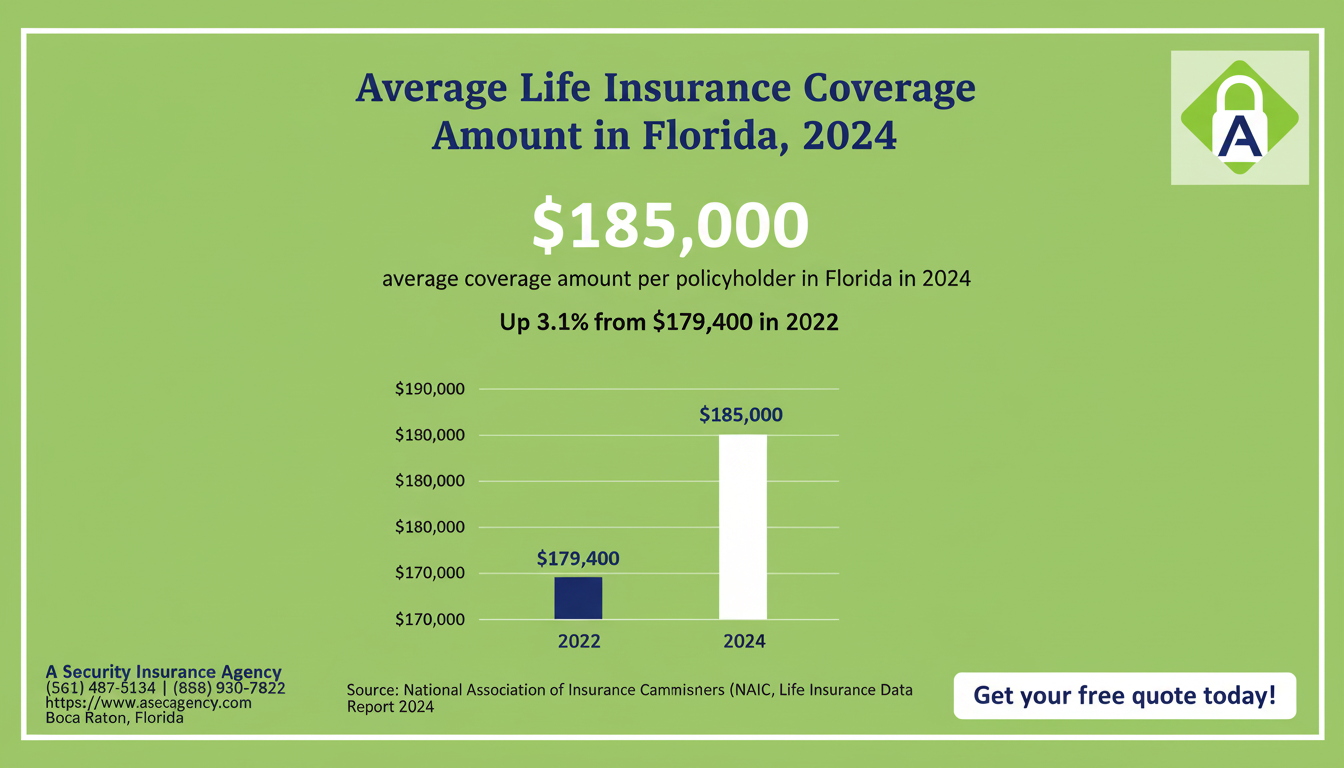 Average Life Insurance Coverage
Amount in Florida, 2024
A
$185,000
average coverage amount per policyholder in Florida in 2024
Up 3.1% from $179,400 in 2022
$190,000
$185,000
$180,000
$180,000
$180,000
$179,400
$170,000
$170,000
2022
2024
A Security Insurance Agency
(561) 487-5134 | (888) 930-7822
https://www.asecagency.com
Boca Raton, Florida
Source: National Association of Insurance Cammisners (NAIC, Life Insurance Data
Report 2024
Get your free quote today!